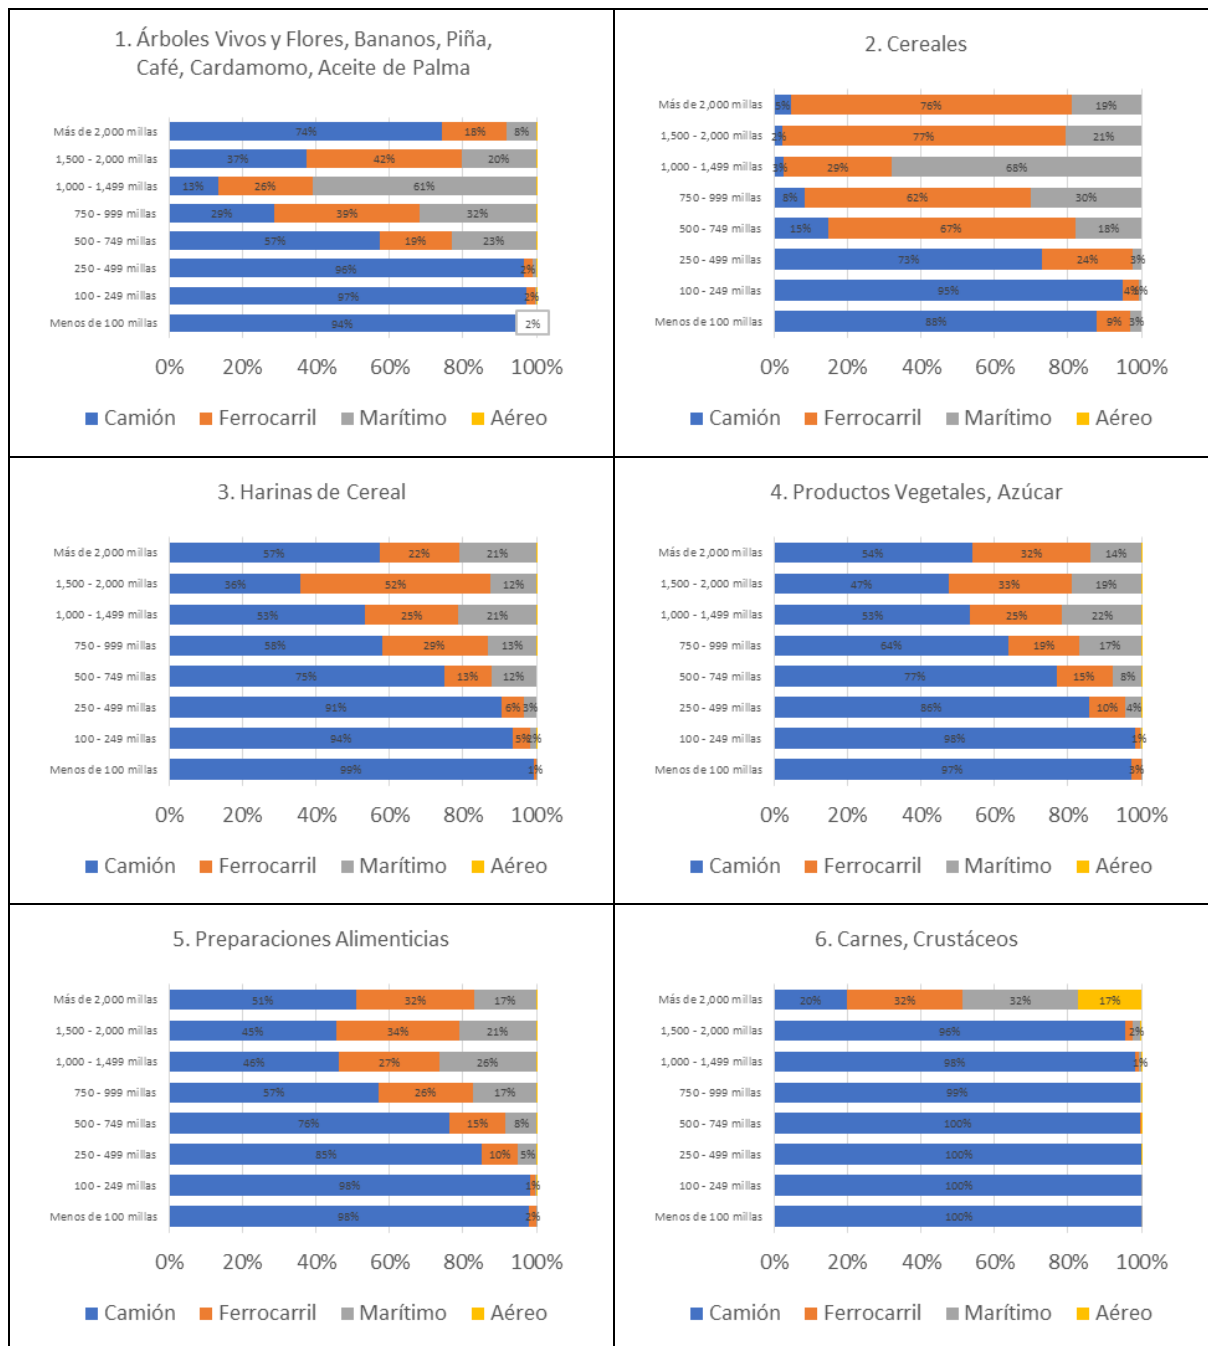 1. Árboles Vivos y Flores, Bananos, Piña,
Café, Cardamomo, Aceite de Palma
Más de 2,000 millas 74% 18% 8%
1,500 - 2,000 millas 37% 42% 20%
1,000 - 1,499 millas 13% 26% 61%
750 - 999 millas 29% 39% 32%
500 - 749 millas 57% 19% 23%
250 - 499 millas 96% 2%
100 - 249 millas 97% 2%
Menos de 100 millas 94% 2%
0% 20% 40% 60% 80% 100%
Camión Ferrocarril Marítimo Aéreo
2. Cereales
Más de 2,000 millas 5% 76% 19%
1,500 - 2,000 millas 2% 77% 21%
1,000 - 1,499 millas 3% 29% 68%
750 - 999 millas 8% 62% 30%
500 - 749 millas 15% 67% 18%
250 - 499 millas 73% 24% 3%
100 - 249 millas 95% 4% 1%
Menos de 100 millas 88% 9% 3%
0% 20% 40% 60% 80% 100%
Camión Ferrocarril Marítimo Aéreo
3. Harinas de Cereal
Más de 2,000 millas 57% 22% 21%
1,500 - 2,000 millas 36% 52% 12%
1,000 - 1,499 millas 53% 25% 21%
750 - 999 millas 58% 29% 13%
500 - 749 millas 75% 13% 12%
250 - 499 millas 91% 6% 3%
100 - 249 millas 94% 5% 2%
Menos de 100 millas 99% 1%
0% 20% 40% 60% 80% 100%
Camión Ferrocarril Marítimo Aéreo
4. Productos Vegetales, Azúcar
Más de 2,000 millas 54% 32% 14%
1,500 - 2,000 millas 47% 33% 19%
1,000 - 1,499 millas 53% 25% 22%
750 - 999 millas 64% 19% 17%
500 - 749 millas 77% 15% 8%
250 - 499 millas 86% 10% 4%
100 - 249 millas 98% 1%
Menos de 100 millas 97% 3%
0% 20% 40% 60% 80% 100%
Camión Ferrocarril Marítimo Aéreo
5. Preparaciones Alimenticias
Más de 2,000 millas 51% 32% 17%
1,500 - 2,000 millas 45% 34% 21%
1,000 - 1,499 millas 46% 27% 26%
750 - 999 millas 57% 26% 17%
500 - 749 millas 76% 15% 8%
250 - 499 millas 85% 10% 5%
100 - 249 millas 98% 1%
Menos de 100 millas 98% 2%
0% 20% 40% 60% 80% 100%
Camión Ferrocarril Marítimo Aéreo
6. Carnes, Crustáceos
Más de 2,000 millas 20% 32% 32% 17%
1,500 - 2,000 millas 96% 2%
1,000 - 1,499 millas 98% 1%
750 - 999 millas 99%
500 - 749 millas 100%
250 - 499 millas 100%
100 - 249 millas 100%
Menos de 100 millas 100%
0% 20% 40% 60% 80% 100%
Camión Ferrocarril Marítimo Aéreo